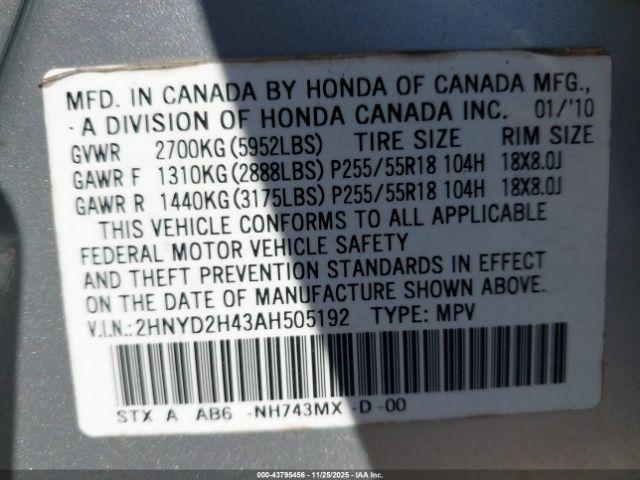 MFD. IN CANADA BY HONDA OF CANADA MFG.,
A DIVISION OF HONDA CANADA INC. 01/'10
GVWR 2700KG(5952LBS) TIRE SIZE RIM SIZE
GAWR F 1310KG(2888LBS) P255/55R18 104H 18X8.0J
GAWR R 1440KG(3175LBS) P255/55R18 104H 18X8.0J
THIS VEHICLE CONFORMS TO ALL APPLICABLE
FEDERAL MOTOR VEHICLE SAFETY
AND THEFT PREVENTION STANDARDS IN EFFECT
ON THE DATE OF MANUFACTURE SHOWN ABOVE.
V.I.N.:2HNYD2H43AH505192 TYPE: MPV
STX A AB6 -NH743MX -D -00
000-43795456 - 11/25/2025 - IAAI.COM